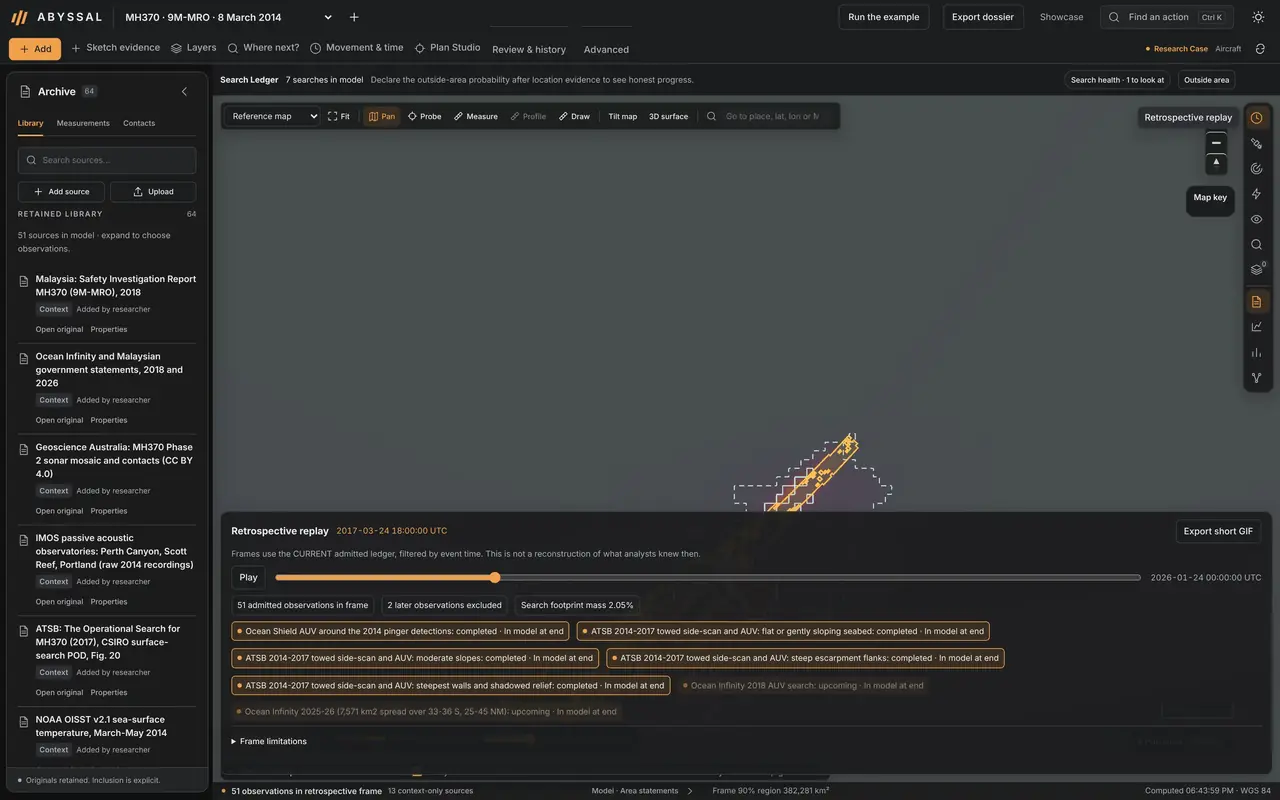 ABYSSAL
MH370 · 9M-MRO · 8 March 2014
Run the example
Export dossier
Showcase
Find an action
Ctrl K
Add
Sketch evidence
Layers
Where next?
Movement & time
Plan Studio
Review & history
Advanced
Research Case
Aircraft
Archive
64
Library
Measurements
Contacts
Search sources…
Add source
Upload
RETAINED LIBRARY
64
51 sources in model · expand to choose
observations.
Malaysia: Safety Investigation Report
MH370 (9M-MRO), 2018
Context
Added by researcher
Open original
Properties
Ocean Infinity and Malaysian
government statements, 2018 and
2026
Context
Added by researcher
Open original
Properties
Geoscience Australia: MH370 Phase
2 sonar mosaic and contacts (CC BY
4.0)
Context
Added by researcher
Open original
Properties
IMOS passive acoustic
observatories: Perth Canyon, Scott
Reef, Portland (raw 2014 recordings)
Context
Added by researcher
Open original
Properties
ATSB: The Operational Search for
MH370 (2017), CSIRO surface-
search POD, Fig. 20
Context
Added by researcher
Open original
Properties
NOAA OISST v2.1 sea-surface
temperature, March-May 2014
Context
Added by researcher
Originals retained. Inclusion is explicit.
Search Ledger
7 searches in model
Declare the outside-area probability after location evidence to see honest progress.
Search health · 1 to look at
Outside area
Reference map
Fit
Pan
Probe
Measure
Profile
Draw
Tilt map
3D surface
Go to place, lat, lon or M
Retrospective replay
Map key
0
Retrospective replay
2017-03-24 18:00:00 UTC
Export short GIF
Frames use the CURRENT admitted ledger, filtered by event time. This is not a reconstruction of what analysts knew then.
Play
2026-01-24 00:00:00 UTC
51 admitted observations in frame
2 later observations excluded
Search footprint mass 2.05%
Ocean Shield AUV around the 2014 pinger detections: completed · In model at end
ATSB 2014-2017 towed side-scan and AUV: flat or gently sloping seabed: completed · In model at end
ATSB 2014-2017 towed side-scan and AUV: moderate slopes: completed · In model at end
ATSB 2014-2017 towed side-scan and AUV: steep escarpment flanks: completed · In model at end
ATSB 2014-2017 towed side-scan and AUV: steepest walls and shadowed relief: completed · In model at end
Ocean Infinity 2018 AUV search: upcoming · In model at end
Ocean Infinity 2025-26 (7,571 km2 spread over 33-36 S, 25-45 NM): upcoming · In model at end
Frame limitations
51 observations in retrospective frame
13 context-only sources
Model · Area statements
Frame 90% region 382,281 km²
Computed 06:43:59 PM · WGS 84